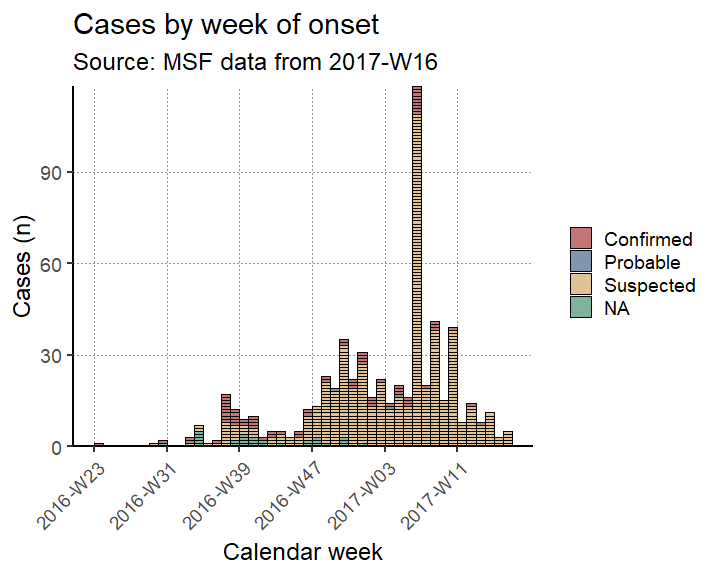 Cases by week of onset
Source: MSF data from 2017-W16
Cases (n)
90
60
30
0
2016-W23
2016-W31
2016-W39
2016-W47
2017-W03
2017-W11
Calendar week
Confirmed
Probable
Suspected
NA